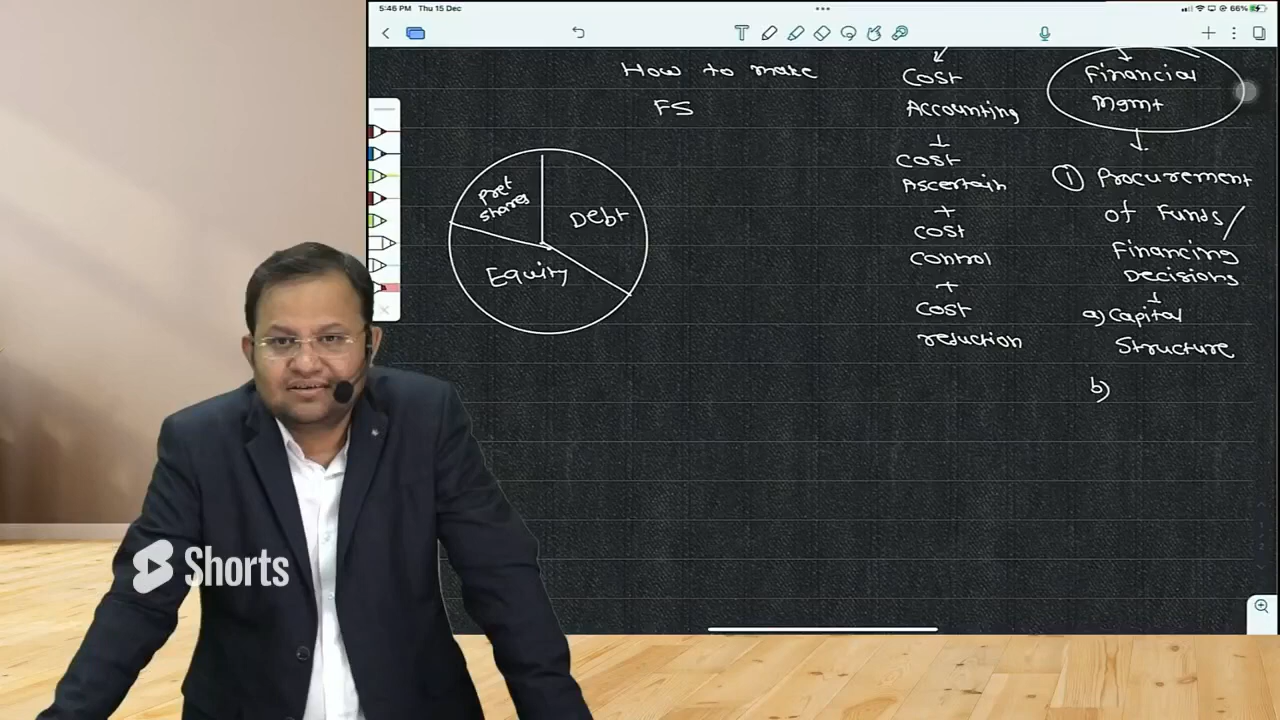 5:46 PM Thu 15 Dec
66%
T
How to make
FS
Pref
shares
Debt
Equity
Cost
Accounting
Cost
Ascertain
+
Cost
Control
+
Cost
reduction
Financial
Mgmt
① Procurement
of Funds/
Financing
Decisions
a) Capital
Structure
b)
Shorts